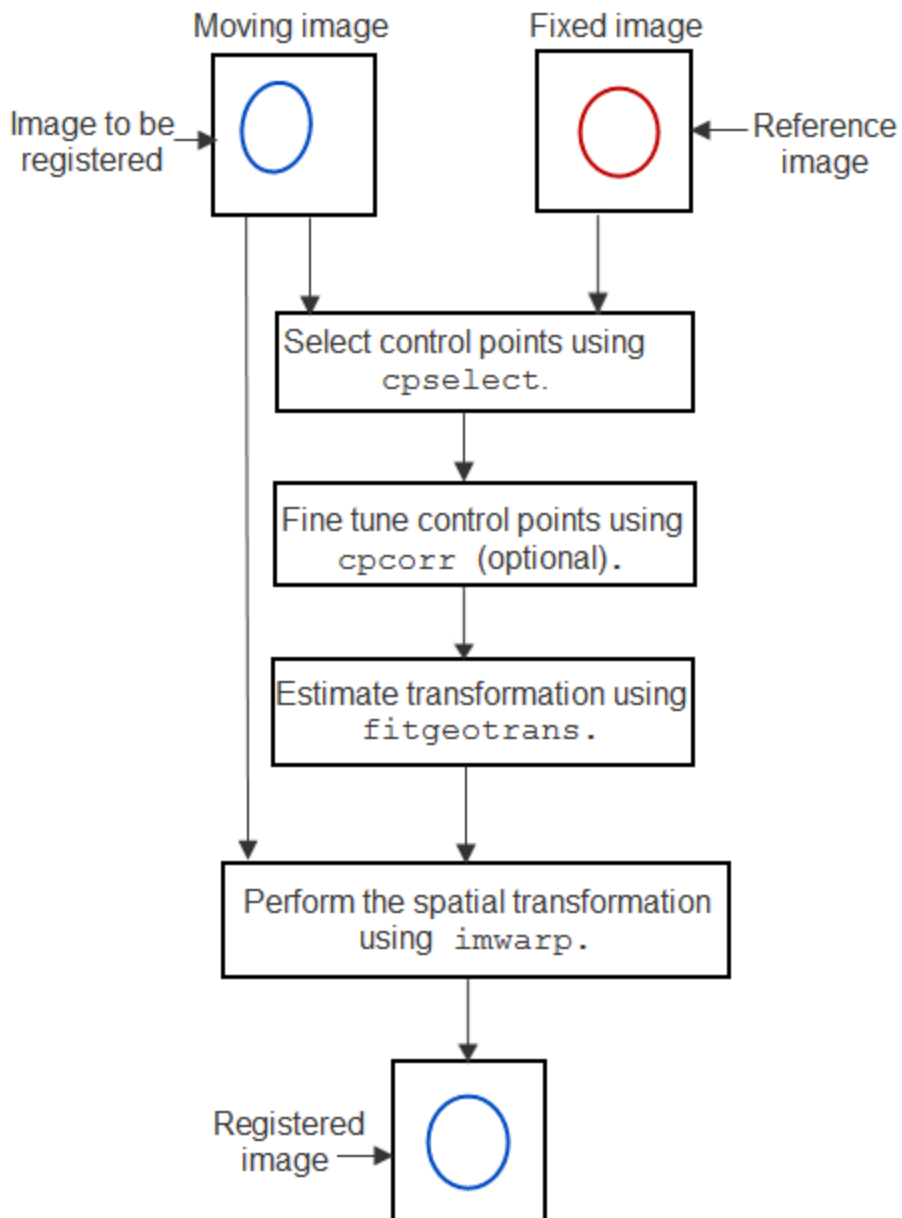 Moving image
Fixed image
Image to be
registered
Reference
image
Select control points using
cpselect.
Fine tune control points using
cpcorr (optional).
Estimate transformation using
fitgeotrans.
Perform the spatial transformation
using imwarp.
Registered
image